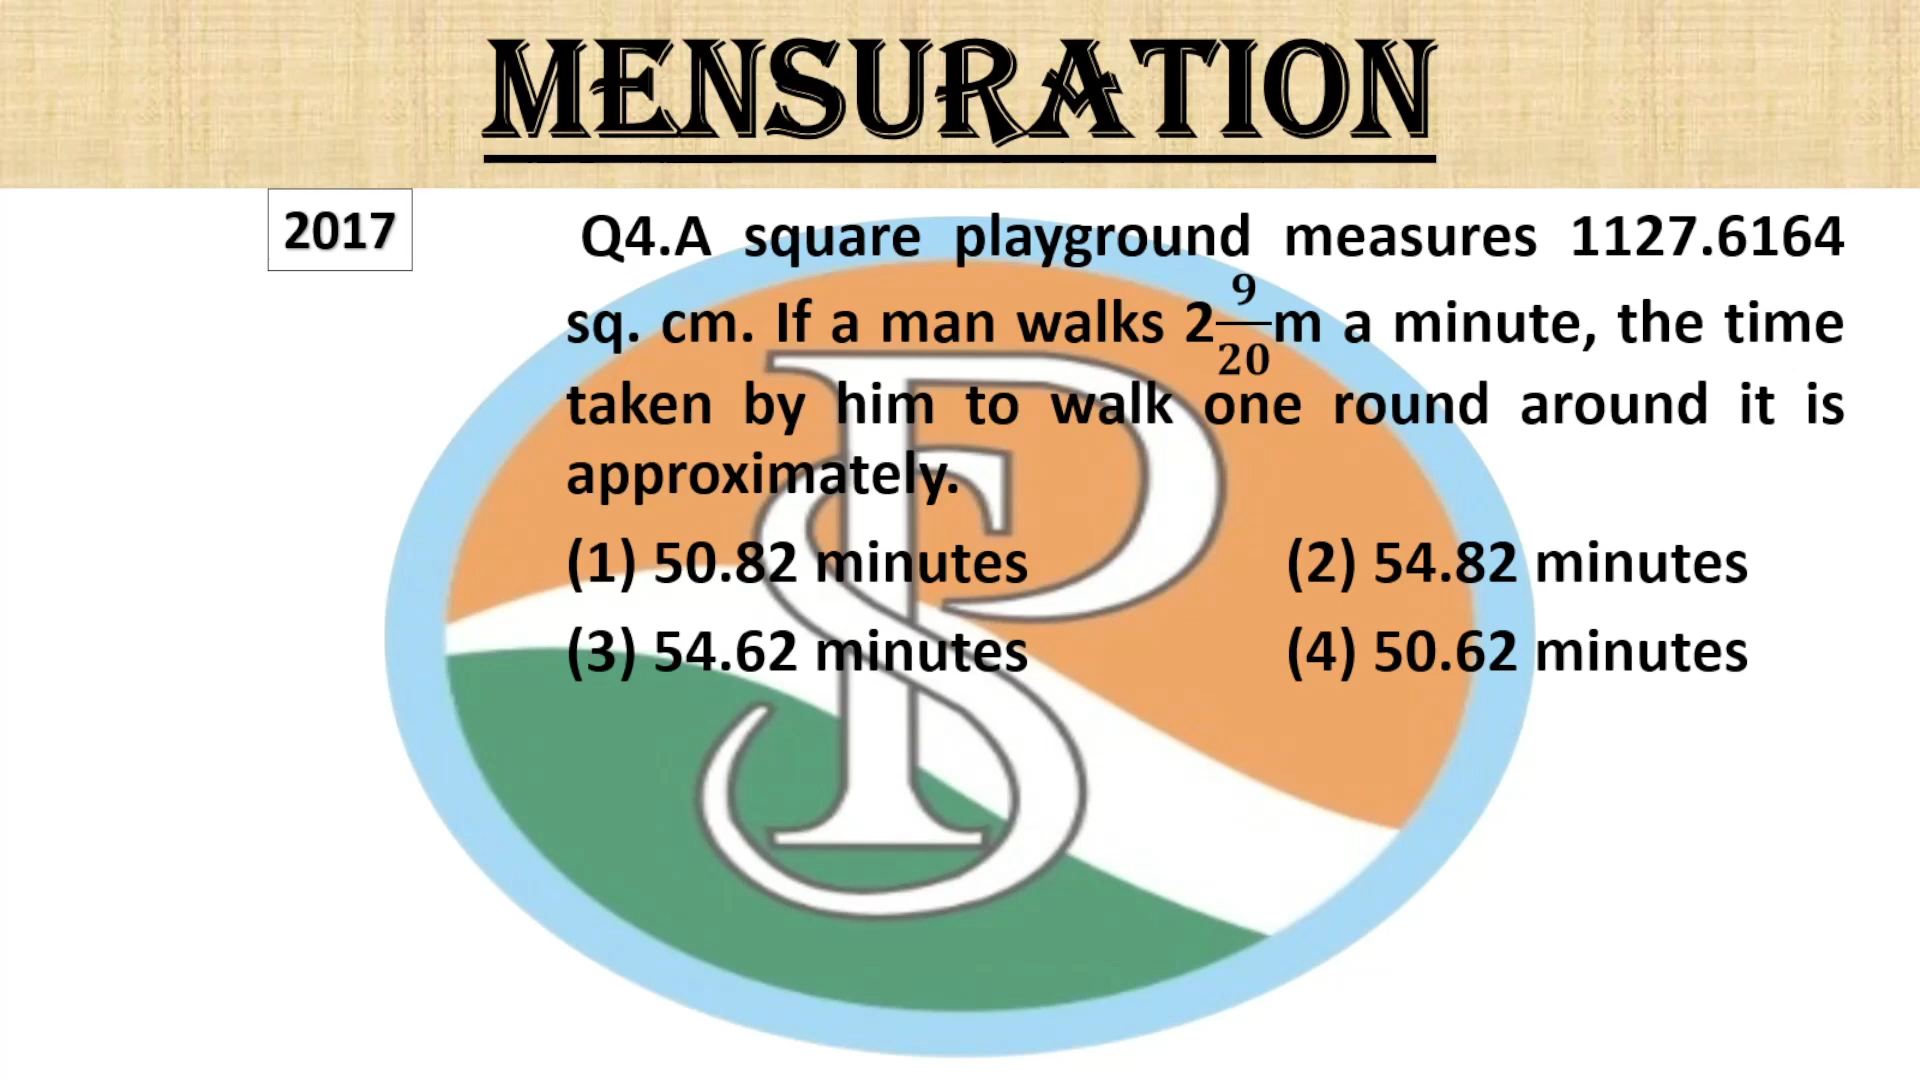 MENSURATION
2017
Q4.A square playground measures 1127.6164
sq. cm. If a man walks 2 9/20 m a minute, the time
taken by him to walk one round around it is
approximately.
(1) 50.82 minutes (2) 54.82 minutes
(3) 54.62 minutes (4) 50.62 minutes